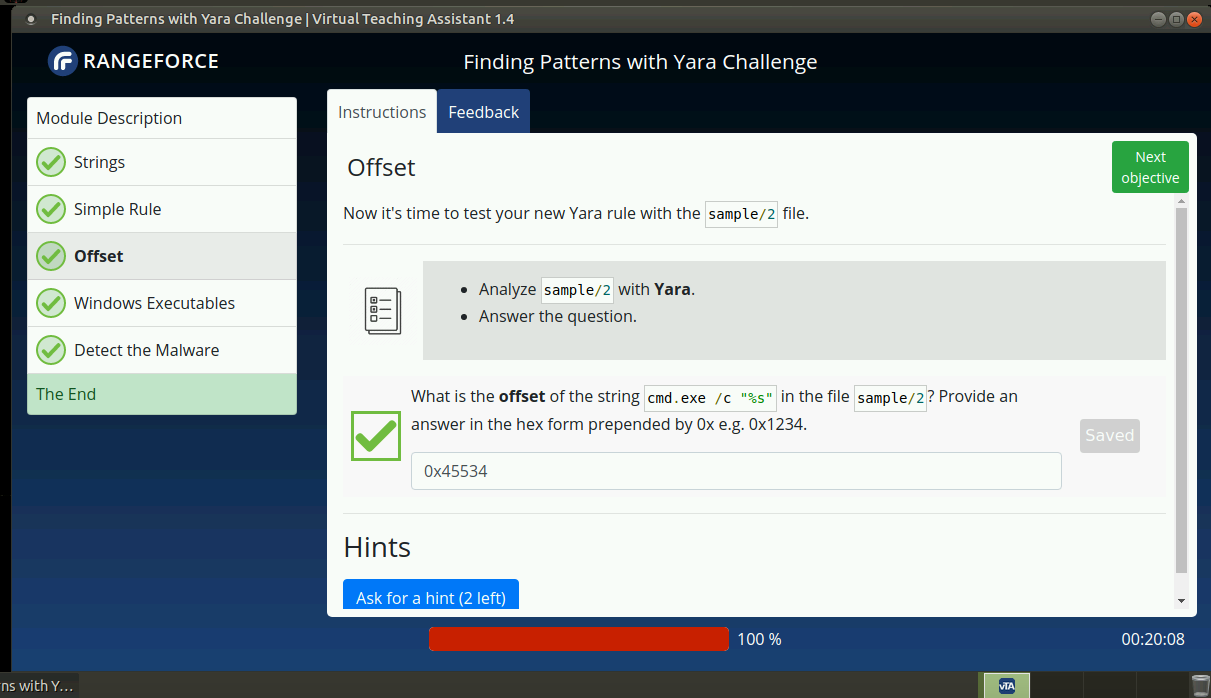 Finding Patterns with Yara Challenge | Virtual Teaching Assistant 1.4
RANGEFORCE
Finding Patterns with Yara Challenge
Module Description
Strings
Simple Rule
Offset
Windows Executables
Detect the Malware
The End
Instructions
Feedback
Offset
Next
objective
Now it's time to test your new Yara rule with the sample/2 file.
• Analyze sample/2 with Yara.
• Answer the question.
What is the offset of the string cmd.exe /c "%s" in the file sample/2? Provide an
answer in the hex form prepended by 0x e.g. 0x1234.
Saved
0x45534
Hints
Ask for a hint (2 left)
100 %
00:20:08
ns with Y...
vTA